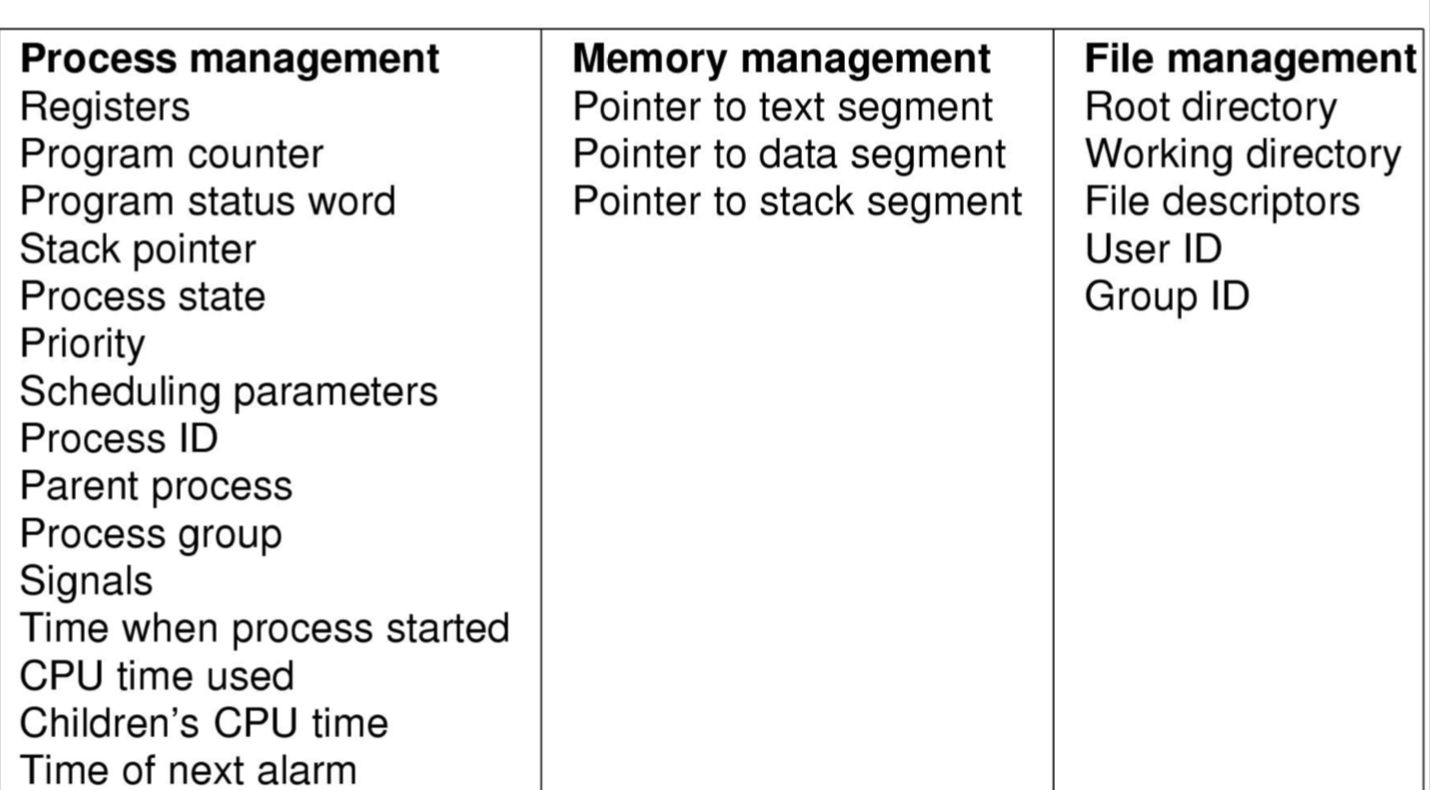 Process management
Registers
Program counter
Program status word
Stack pointer
Process state
Priority
Scheduling parameters
Process ID
Parent process
Process group
Signals
Time when process started
CPU time used
Children's CPU time
Time of next alarm
Memory management
Pointer to text segment
Pointer to data segment
Pointer to stack segment
File management
Root directory
Working directory
File descriptors
User ID
Group ID